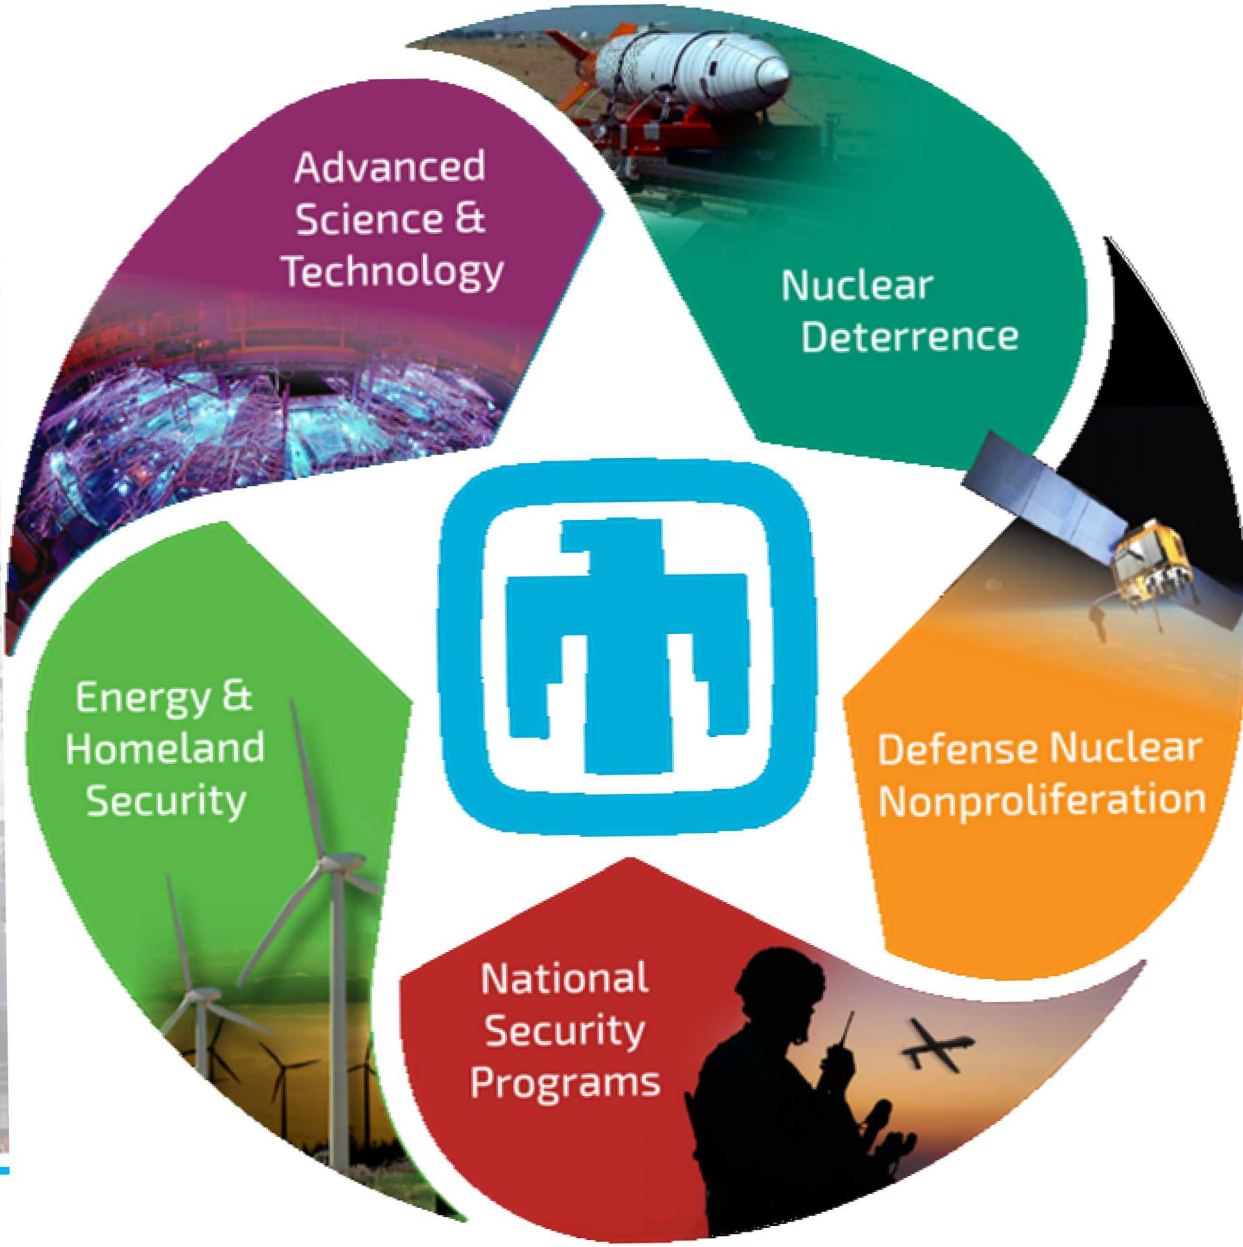 Advanced
Science &
Technology
Nuclear
Deterrence
Defense Nuclear
Nonproliferation
National
Security
Programs
Energy &
Homeland
Security